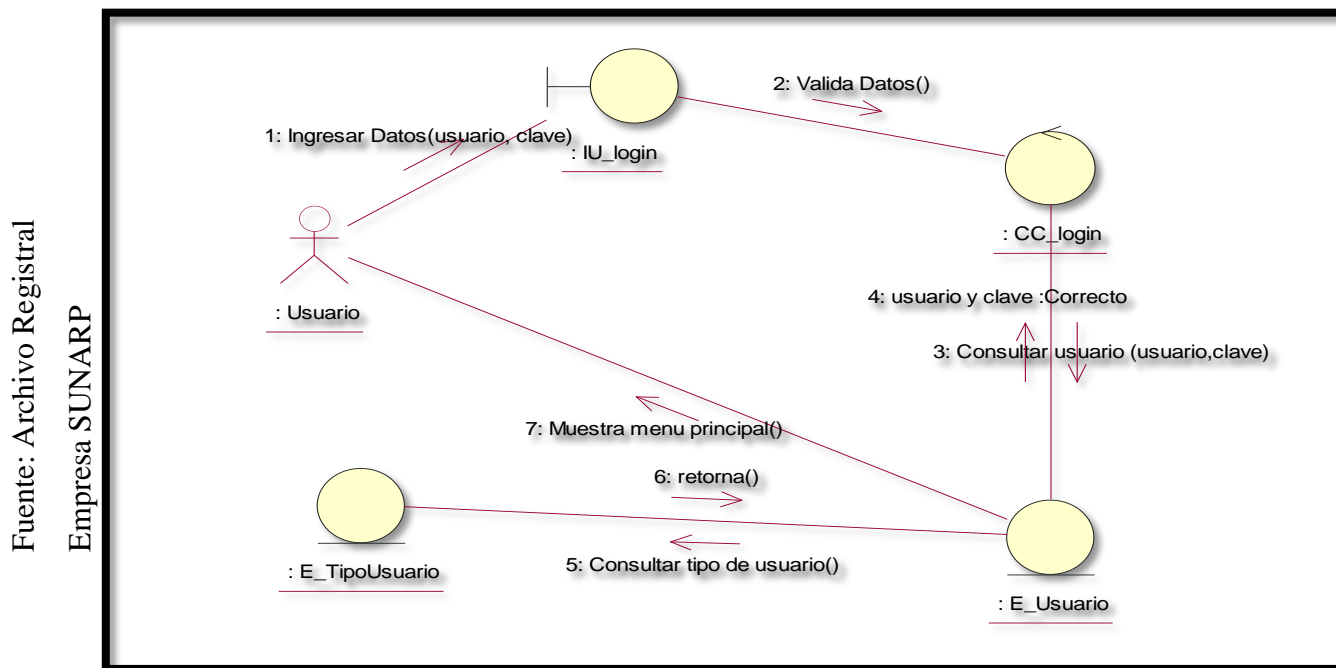 Fuente: Archivo Registral
Empresa SUNARP
2: Valida Datos()
1: Ingresar Datos(usuario, clave)
: IU_login
: CC_login
: Usuario
4: usuario y clave :Correcto
3: Consultar usuario (usuario,clave)
7: Muestra menu principal()
6: retorna()
5: Consultar tipo de usuario()
: E_TipoUsuario
: E_Usuario